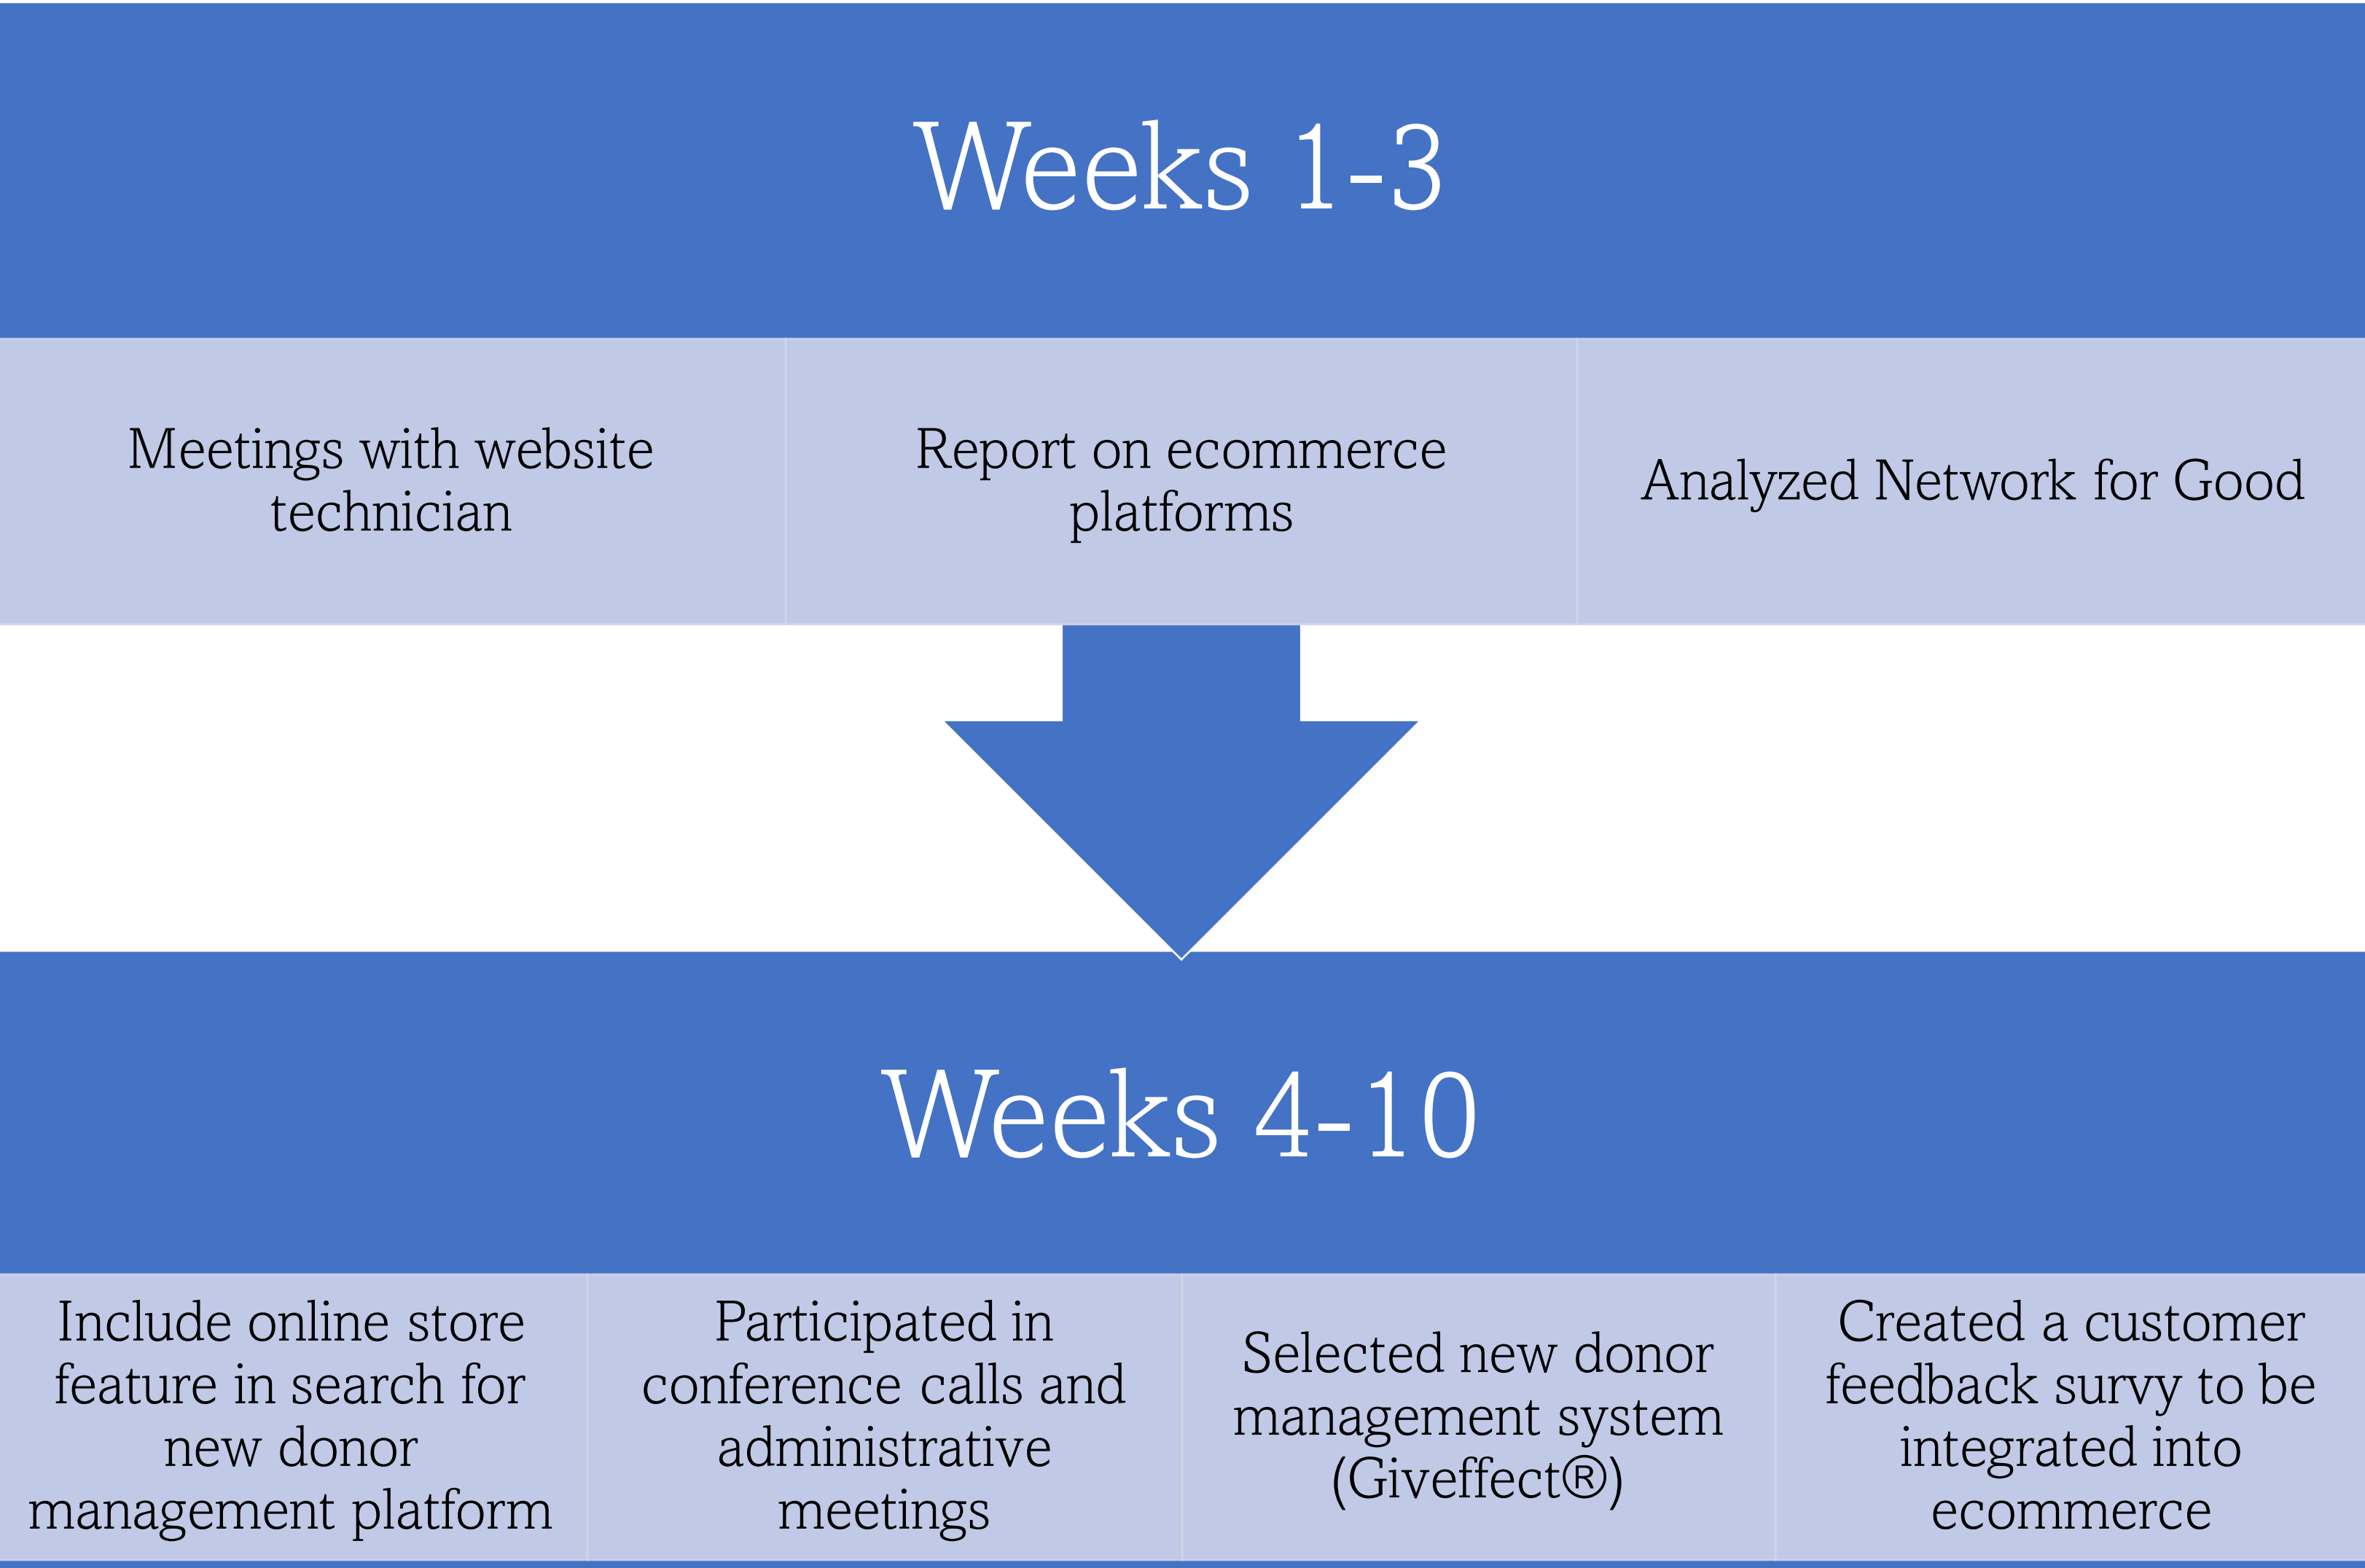 Weeks 1-3
Meetings with website
technician
Report on ecommerce
platforms
Analyzed Network for Good
Weeks 4-10
Include online store
feature in search for
new donor
management platform
Participated in
conference calls and
administrative
meetings
Selected new donor
management system
(Giveffect®)
Created a customer
feedback survy to be
integrated into
ecommerce